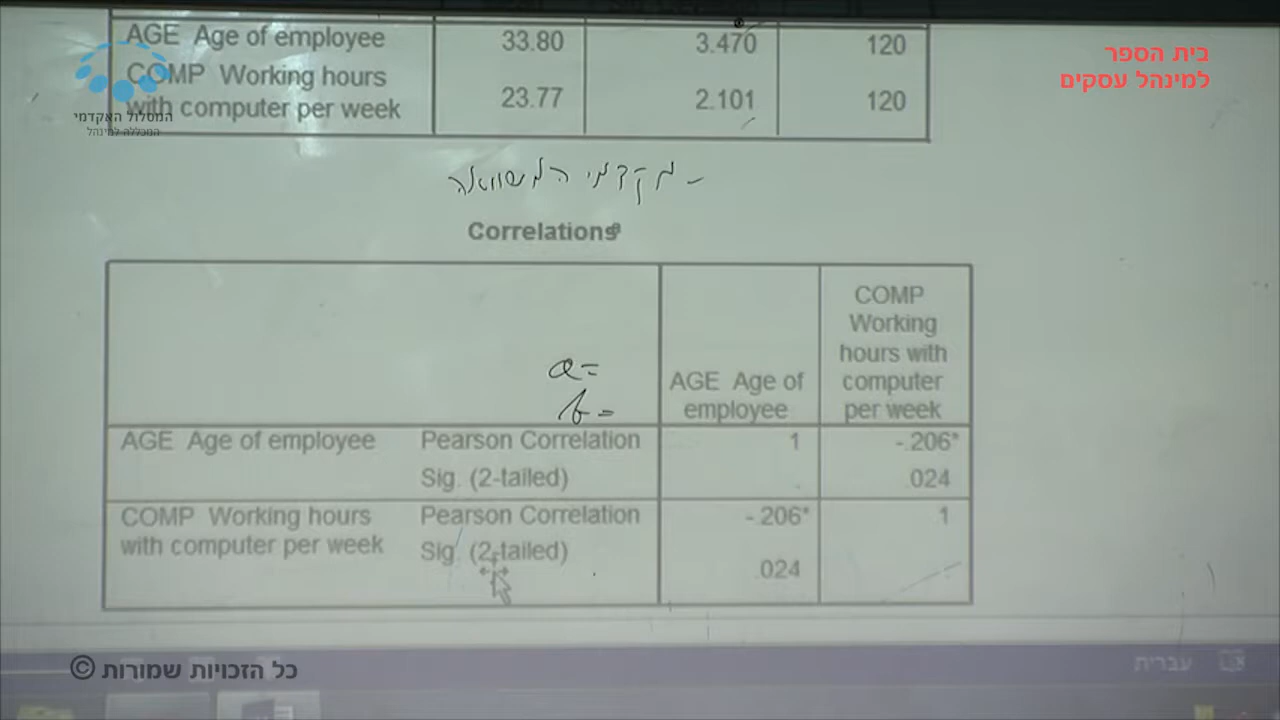 AGE Age of employee 33.80 3.470 120
COMP Working hours with computer per week 23.77 2.101 120
בית הספר
למינהל עסקים
המסלול האקדמי
המכללה למינהל
- מקדמי המשוואה
Correlationsª
a=
b=
AGE Age of employee
COMP Working hours with computer per week
AGE Age of employee Pearson Correlation 1 -.206*
Sig. (2-tailed) .024
COMP Working hours with computer per week Pearson Correlation -.206* 1
Sig. (2-tailed) .024
כל הזכויות שמורות ©
עברית